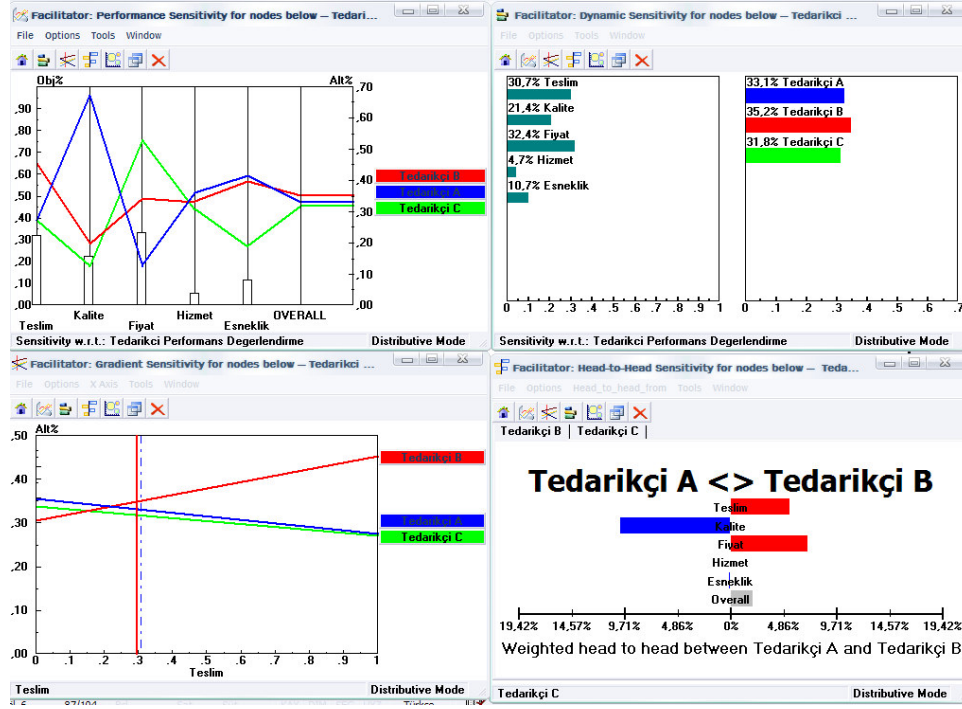 Facilitator: Performance Sensitivity for nodes below -- Tedari...
File Options Tools Window
Obj% Alt%
,90
,80
,70
,60
,50
,40
,30
,20
,10
,00
,70
,60
,50
,40
,30
,20
,10
,00
Tedarikçi B
Tedarikçi A
Tedarikçi C
Teslim Kalite Fiyat Hizmet Esneklik OVERALL
Sensitivity w.r.t.: Tedarikci Performans Degerlendirme Distributive Mode
Facilitator: Dynamic Sensitivity for nodes below -- Tedarikci ...
File Options Tools Window
30,7% Teslim
21,4% Kalite
32,4% Fiyat
4,7% Hizmet
10,7% Esneklik
0 .1 .2 .3 .4 .5 .6 .7 .8 .9 1
33,1% Tedarikçi A
35,2% Tedarikçi B
31,8% Tedarikçi C
0 .1 .2 .3 .4 .5 .6 .7
Sensitivity w.r.t.: Tedarikci Performans Degerlendirme Distributive Mode
Facilitator: Gradient Sensitivity for nodes below -- Tedarikci ...
File Options X Axis Tools Window
Alt%
,50
,40
,30
,20
,10
,00
0 .1 .2 .3 .4 .5 .6 .7 .8 .9 1
Teslim
Tedarikçi B
Tedarikçi A
Tedarikçi C
Teslim Distributive Mode
Facilitator: Head-to-Head Sensitivity for nodes below -- Teda...
File Options Head_to_head_from Tools Window
Tedarikçi B | Tedarikçi C |
Tedarikçi A <> Tedarikçi B
Teslim
Kalite
Fiyat
Hizmet
Esneklik
Overall
19,42% 14,57% 9,71% 4,86% 0% 4,86% 9,71% 14,57% 19,42%
Weighted head to head between Tedarikçi A and Tedarikçi B
Tedarikçi C Distributive Mode